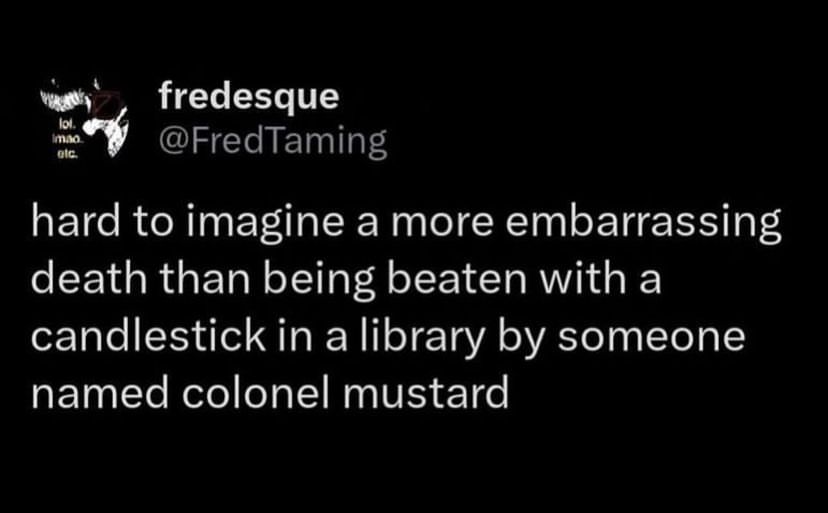 fredesque
@FredTaming
lol.
lmao.
etc.
hard to imagine a more embarrassing
death than being beaten with a
candlestick in a library by someone
named colonel mustard